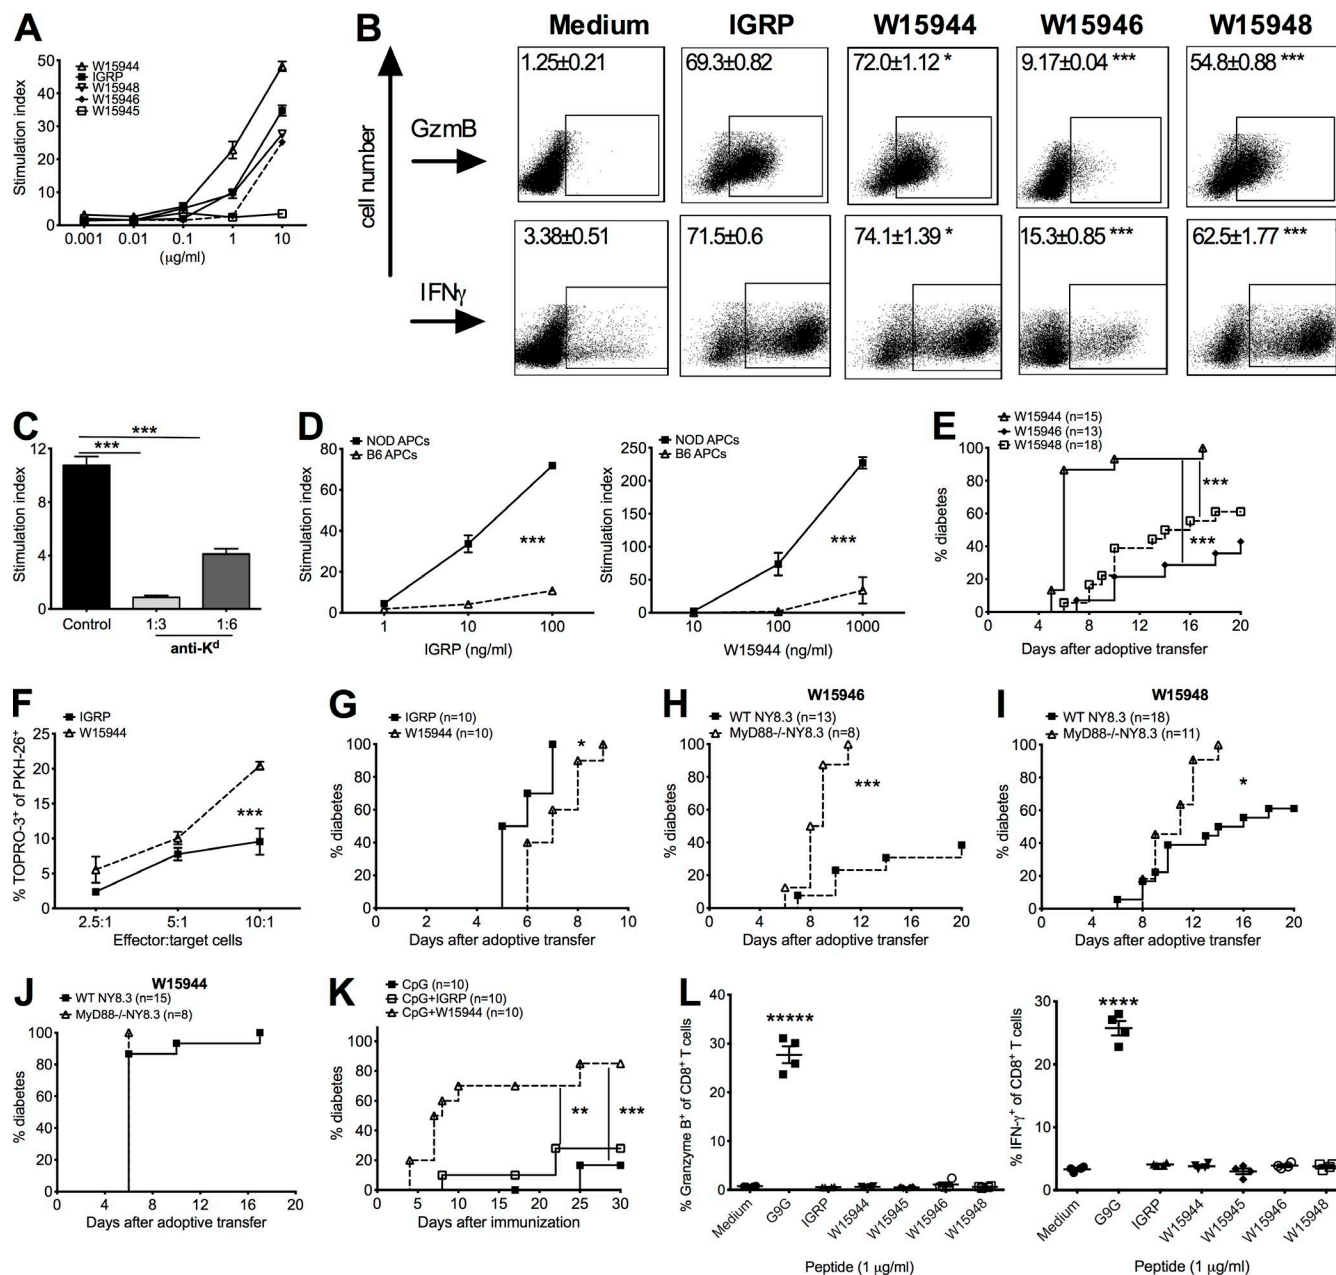 A
Stimulation index
50
40
30
20
10
0
W15944
IGRP
W15948
W15946
W15945
0.001 0.01 0.1 1 10
(µg/ml)
B
Medium IGRP W15944 W15946 W15948
cell number
GzmB
1.25±0.21 69.3±0.82 72.0±1.12 * 9.17±0.04 *** 54.8±0.88 ***
IFNγ
3.38±0.51 71.5±0.6 74.1±1.39 * 15.3±0.85 *** 62.5±1.77 ***
C
Stimulation index
12
8
4
0
***
***
Control 1:3 1:6
anti-Kᵈ
D
NOD APCs
B6 APCs
Stimulation index
80
60
40
20
0
***
1 10 100
IGRP (ng/ml)
NOD APCs
B6 APCs
Stimulation index
250
200
150
100
50
0
***
10 100 1000
W15944 (ng/ml)
E
W15944 (n=15)
W15946 (n=13)
W15948 (n=18)
% diabetes
100
80
60
40
20
0
***
***
0 4 8 12 16 20
Days after adoptive transfer
F
IGRP
W15944
% TOPRO-3⁺ of PKH-26⁺
25
20
15
10
5
0
***
2.5:1 5:1 10:1
Effector:target cells
G
IGRP (n=10)
W15944 (n=10)
% diabetes
100
80
60
40
20
0
*
0 2 4 6 8 10
Days after adoptive transfer
H
W15946
WT NY8.3 (n=13)
MyD88-/-NY8.3 (n=8)
% diabetes
100
80
60
40
20
0
***
0 4 8 12 16 20
Days after adoptive transfer
I
W15948
WT NY8.3 (n=18)
MyD88-/-NY8.3 (n=11)
% diabetes
100
80
60
40
20
0
*
0 4 8 12 16 20
Days after adoptive transfer
J
W15944
WT NY8.3 (n=15)
MyD88-/-NY8.3 (n=8)
% diabetes
100
80
60
40
20
0
0 4 8 12 16 20
Days after adoptive transfer
K
CpG (n=10)
CpG+IGRP (n=10)
CpG+W15944 (n=10)
% diabetes
100
80
60
40
20
0
** ***
0 5 10 15 20 25 30
Days after immunization
L
% Granzyme B⁺ of CD8⁺ T cells
40
30
20
10
0
*****
Medium G9G IGRP W15944 W15945 W15946 W15948
Peptide (1 µg/ml)
% IFN-γ⁺ of CD8⁺ T cells
30
20
10
0
****
Medium G9G IGRP W15944 W15945 W15946 W15948
Peptide (1 µg/ml)